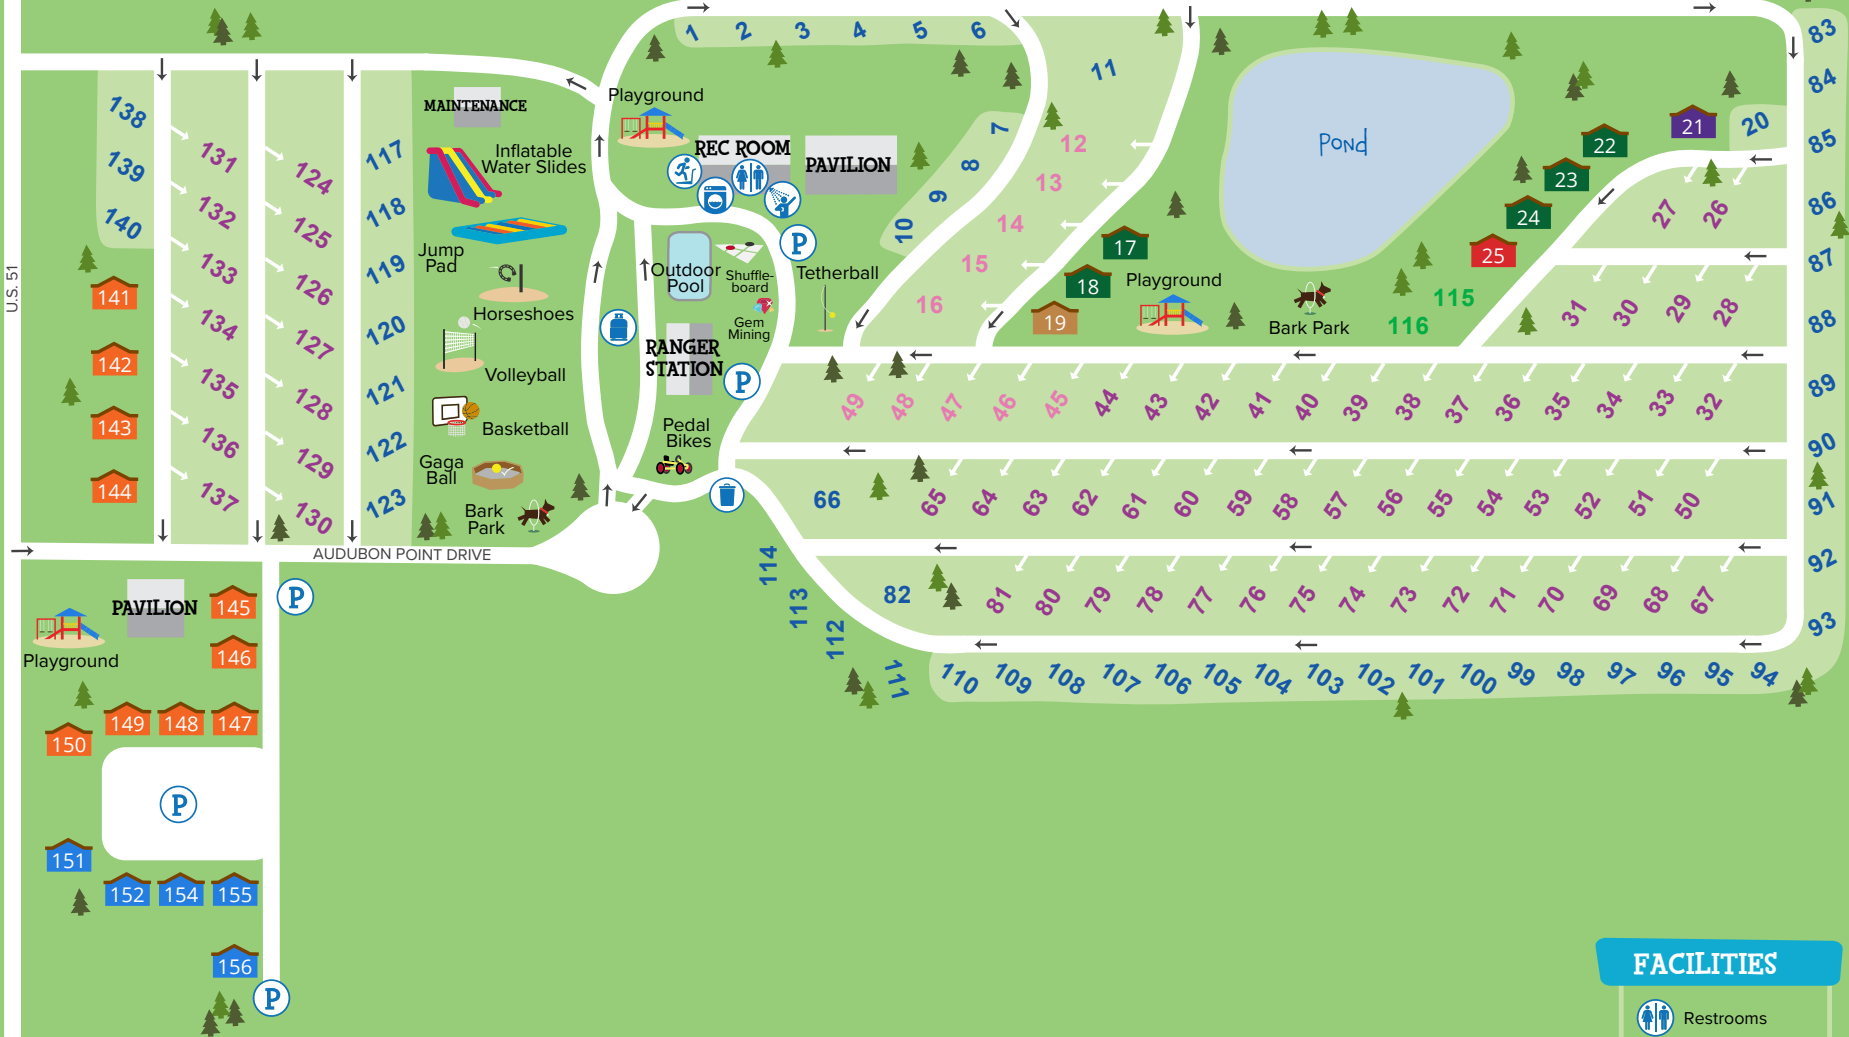 1 2 3 4 5 6
83
11
84
MAINTENANCE
Playground
138
7
21
20
85
117
131
124
REC ROOM
PAVILION
Inflatable
Water Slides
12
Pond
22
139
8
13
23
132
118
9
24
27 26
86
140
125
10
14
17
P
Jump
Pad
119
133
Outdoor
Pool
Shuffle-
board
Tetherball
15
25
87
18
Playground
141
126
16
19
Bark Park
115
116
31 30 29 28
88
U.S. 51
Horseshoes
Gem
Mining
134
120
127
RANGER
STATION
142
Volleyball
P
135
121
128
49 48 47 46 45 44 43 42 41 40 39 38 37 36 35 34 33 32
89
143
136
122
Basketball
Pedal
Bikes
90
129
Gaga
Ball
144
137
123
66
65 64 63 62 61 60 59 58 57 56 55 54 53 52 51 50
91
130
Bark
Park
AUDUBON POINT DRIVE
114
92
PAVILION
145
P
113
82
81 80 79 78 77 76 75 74 73 72 71 70 69 68 67
93
112
Playground
146
111
110 109 108 107 106 105 104 103 102 101 100 99 98 97 96 95 94
149 148 147
150
P
151
152 154 155
156
P
FACILITIES
Restrooms